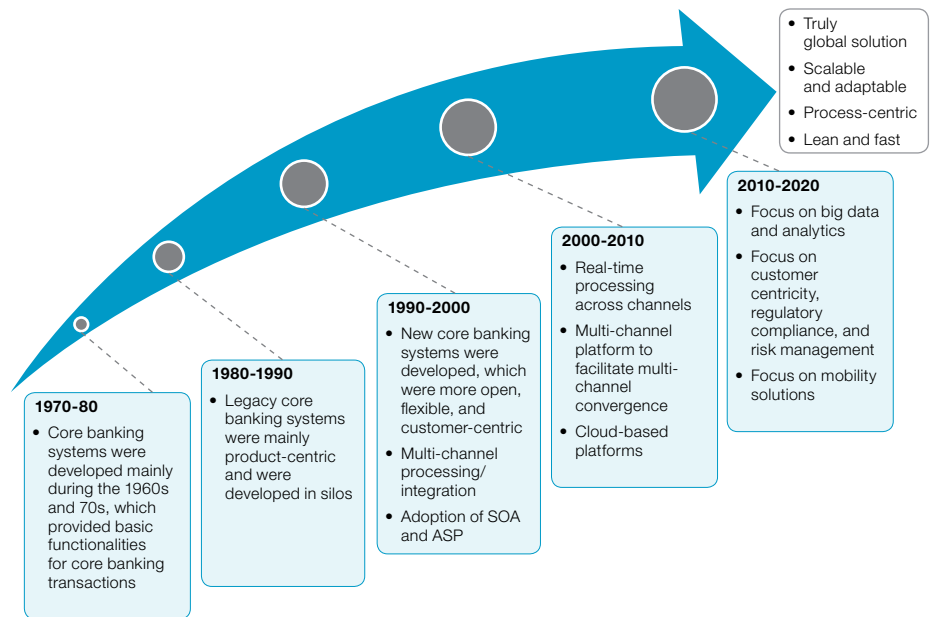 • Truly
global solution
• Scalable
and adaptable
• Process-centric
• Lean and fast
2010-2020
• Focus on big data
and analytics
• Focus on
customer
centricity,
regulatory
compliance, and
risk management
• Focus on mobility
solutions
2000-2010
• Real-time
processing
across channels
• Multi-channel
platform to
facilitate multi-
channel
convergence
• Cloud-based
platforms
1990-2000
• New core banking
systems were
developed, which
were more open,
flexible, and
customer-centric
• Multi-channel
processing/
integration
• Adoption of SOA
and ASP
1980-1990
• Legacy core
banking systems
were mainly
product-centric
and were
developed in silos
1970-80
• Core banking
systems were
developed mainly
during the 1960s
and 70s, which
provided basic
functionalities
for core banking
transactions